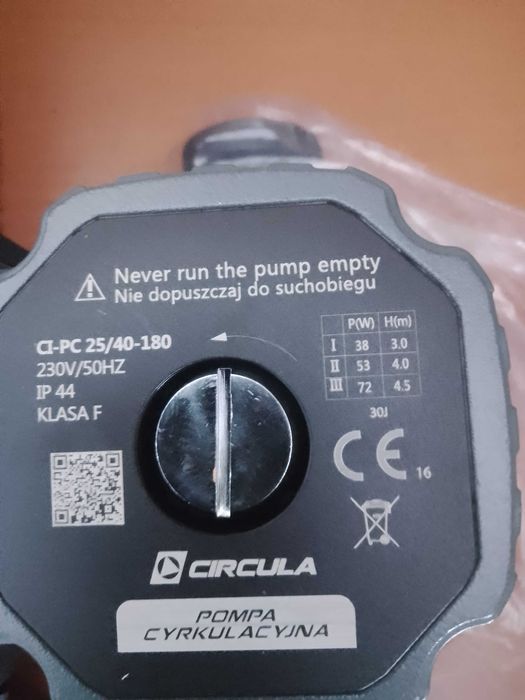 Never run the pump empty
Nie dopuszczaj do suchobiegu
CI-PC 25/40-180
230V/50HZ
IP 44
KLASA F
P(W) H(m)
I 38 3.0
II 53 4.0
III 72 4.5
30J
CE 16
CIRCULA
POMPA
CYRKULACYJNA